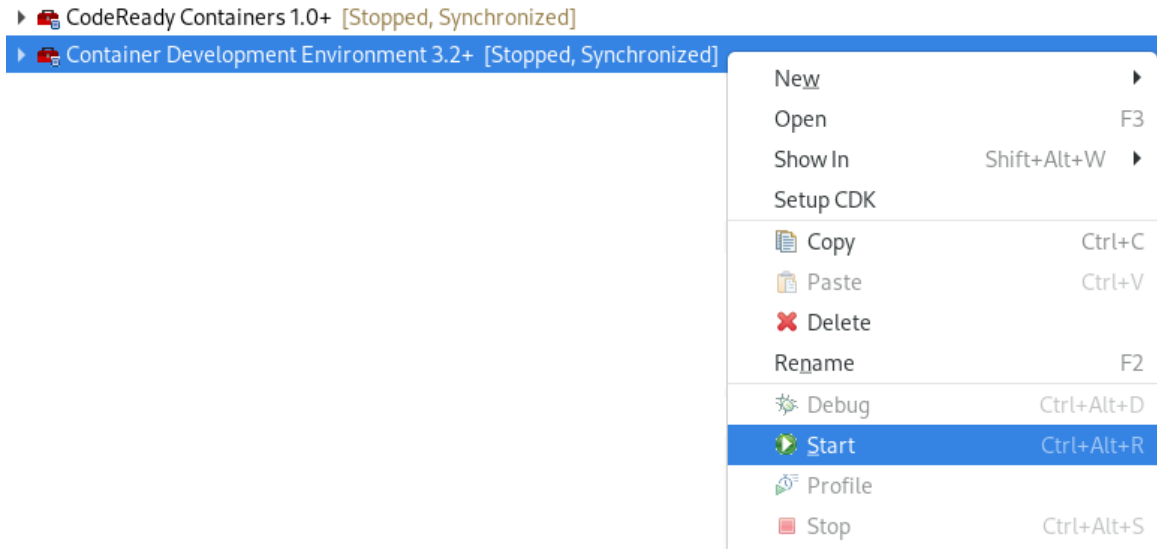 CodeReady Containers 1.0+ [Stopped, Synchronized]
Container Development Environment 3.2+ [Stopped, Synchronized]
New
Open F3
Show In Shift+Alt+W
Setup CDK
Copy Ctrl+C
Paste Ctrl+V
Delete
Rename F2
Debug Ctrl+Alt+D
Start Ctrl+Alt+R
Profile
Stop Ctrl+Alt+S